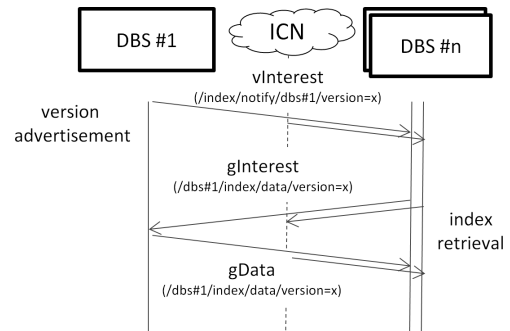 DBS #1
ICN
DBS #n
vInterest
(/index/notify/dbs#1/version=x)
version
advertisement
gInterest
(/dbs#1/index/data/version=x)
index
retrieval
gData
(/dbs#1/index/data/version=x)